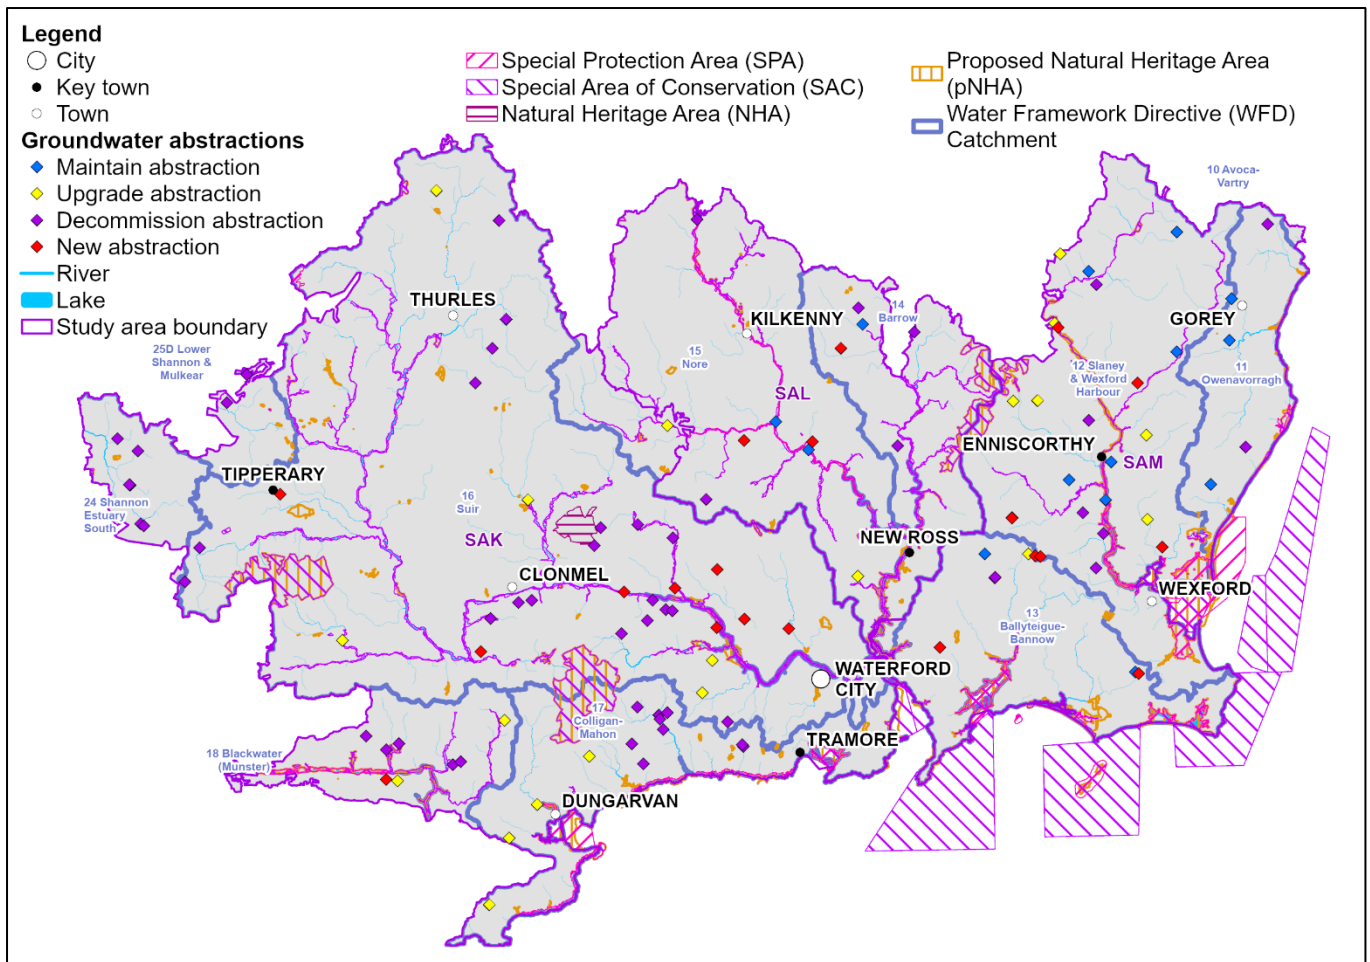 Legend
City
Key town
Town
Groundwater abstractions
Maintain abstraction
Upgrade abstraction
Decommission abstraction
New abstraction
River
Lake
Study area boundary
Special Protection Area (SPA)
Special Area of Conservation (SAC)
Natural Heritage Area (NHA)
Proposed Natural Heritage Area
(pNHA)
Water Framework Directive (WFD)
Catchment
10 Avoca-
Vartry
THURLES
KILKENNY
14
Barrow
GOREY
25D Lower
Shannon &
Mulkear
15
Nore
12 Slaney
& Wexford
Harbour
11
Owenavorragh
SAL
ENNISCORTHY
SAM
TIPPERARY
24 Shannon
Estuary
South
16
Suir
SAK
NEW ROSS
CLONMEL
WEXFORD
13
Ballyteigue-
Bannow
WATERFORD
CITY
17
Colligan-
Mahon
TRAMORE
18 Blackwater
(Munster)
DUNGARVAN